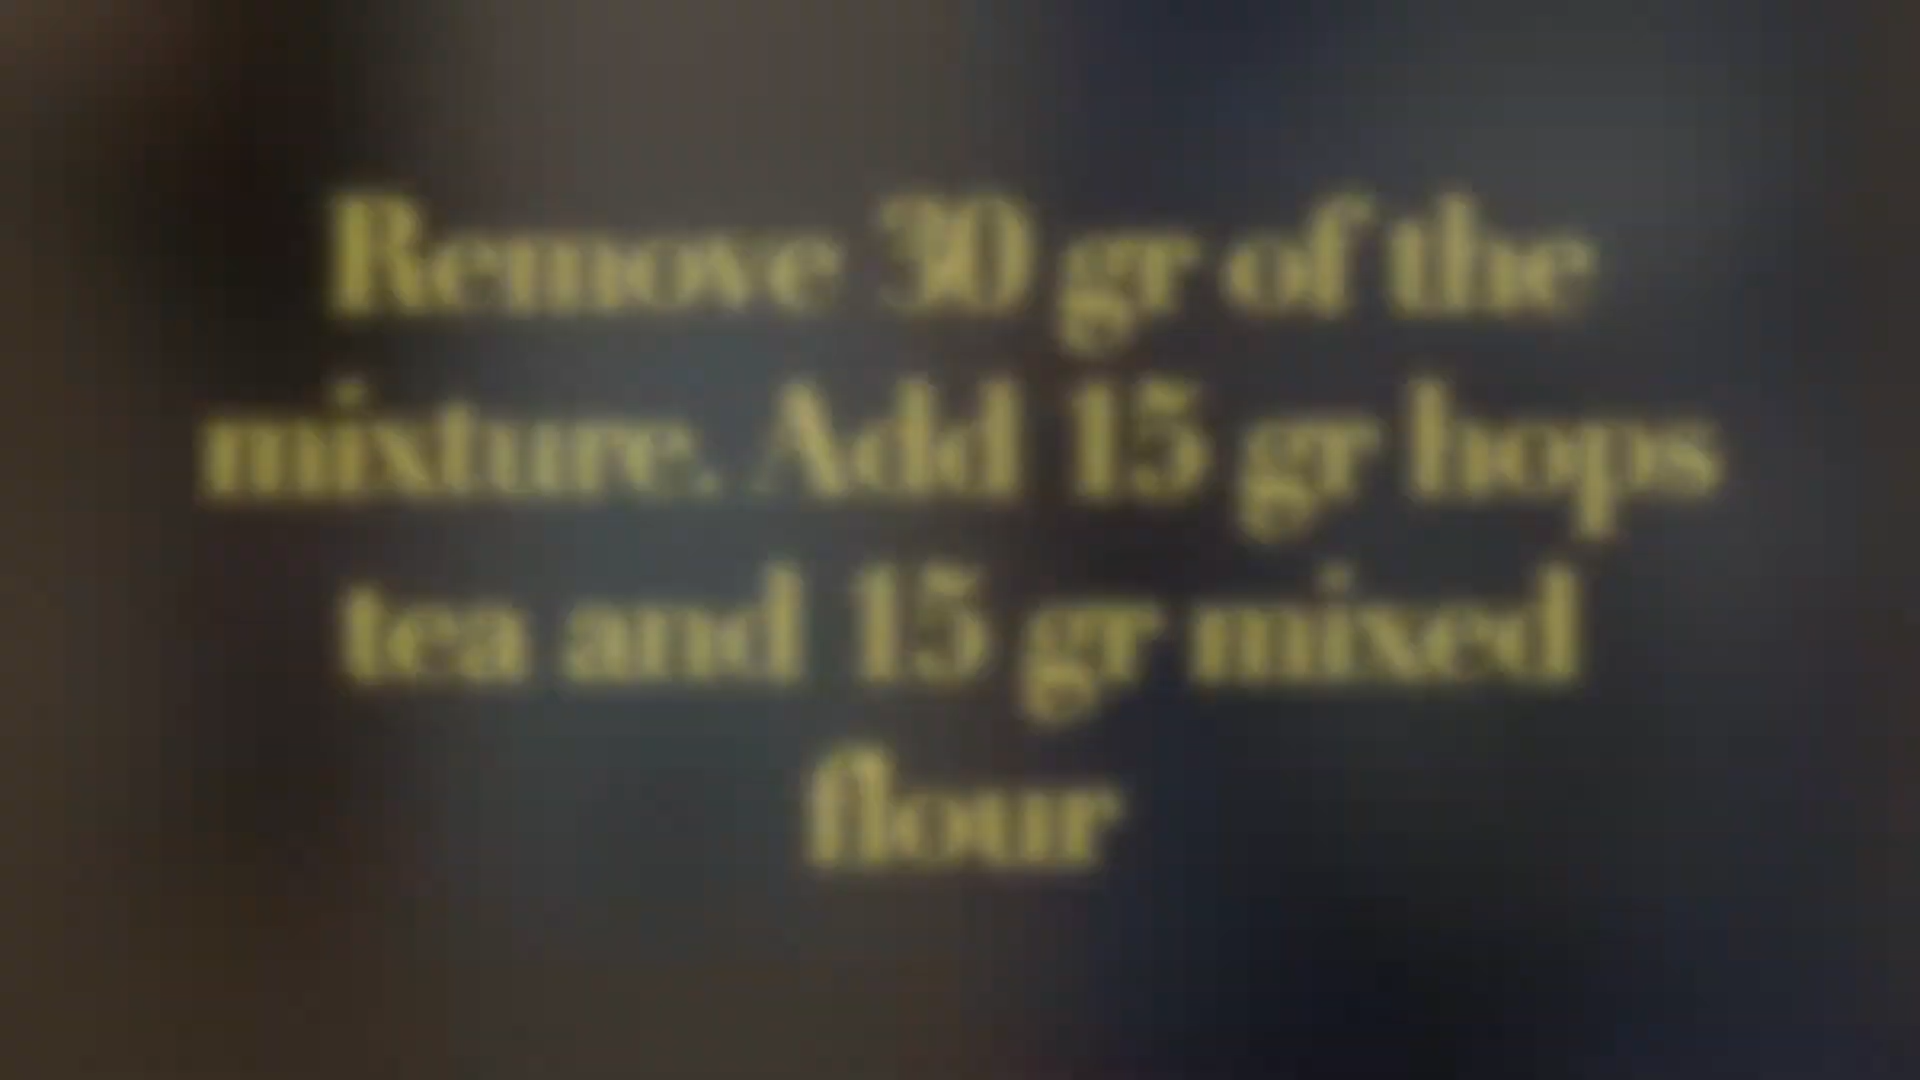 Remove 30 gr of the
mixture. Add 15 gr hops
tea and 15 gr mixed
flour